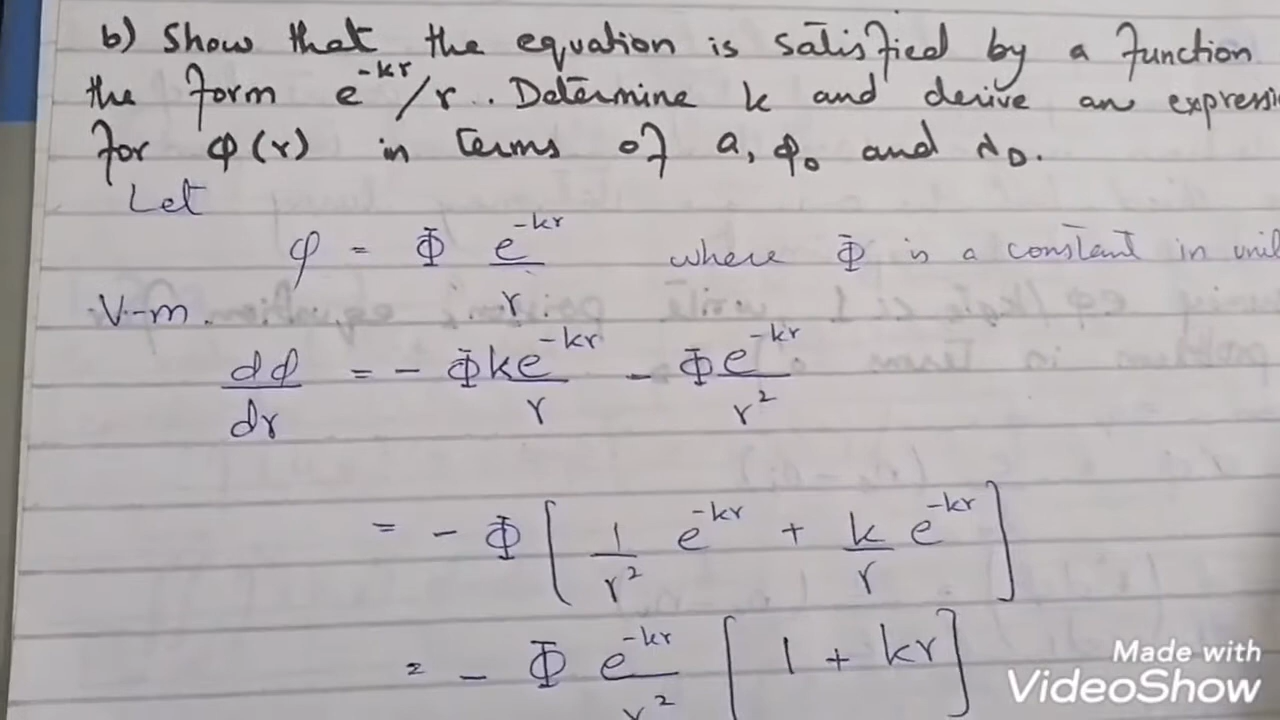 b) Show that the equation is satisfied by a function
the form e^{-kr}/r. Determine k and derive an expressi
for φ(r) in terms of a, φ₀ and λ_D.
Let
φ = Φ e^{-kr}/r where Φ is a constant in unit
V-m.
dφ/dr = - Φke^{-kr}/r - Φe^{-kr}/r²
= - Φ[1/r² e^{-kr} + k/r e^{-kr}]
= - Φ e^{-kr}/r² [1 + kr]
Made with
VideoShow